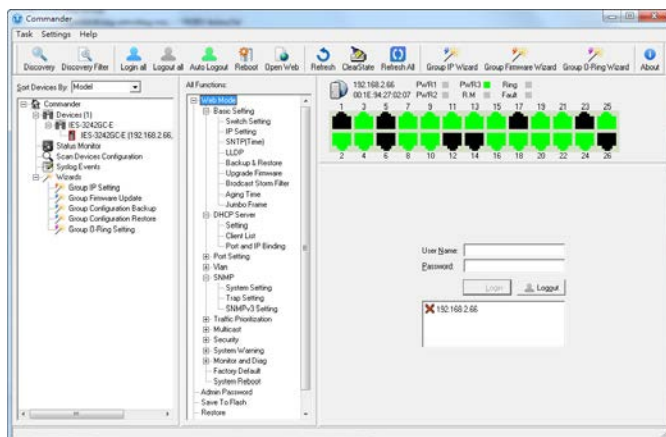 Commander
Task Settings Help
Discovery Discovery Filter Login all Logout all Auto Logout Reboot Open Web Refresh ClearState Refresh All Group IP Wizard Group Firmware Wizard Group O-Ring Wizard About
Sort Devices By: Model
Commander
Devices (1)
IES-3242GC-E
IES-3242GC-E (192.168.2.66,
Status Monitor
Scan Devices Configuration
Syslog Events
Wizards
Group IP Setting
Group Firmware Update
Group Configuration Backup
Group Configuration Restore
Group O-Ring Setting
All Functions:
Web Mode
Basic Setting
Switch Setting
IP Setting
SNTP(Time)
LLDP
Backup & Restore
Upgrade Firmware
Brodcast Storm Filter
Aging Time
Jumbo Frame
DHCP Server
Setting
Client List
Port and IP Binding
Port Setting
Vlan
SNMP
System Setting
Trap Setting
SNMPv3 Setting
Traffic Prioritization
Multicast
Security
System Warning
Monitor and Diag
Factory Default
System Reboot
Admin Password
Save To Flash
Restore
192.168.2.66 PwR1 PwR3 Ring
00:1E:94:27:02:07 PwR2 R.M Fault
1 3 5 7 9 11 13 15 17 19 21 23 25
2 4 6 8 10 12 14 16 18 20 22 24 26
User Name:
Password:
Login Logout
192.168.2.66